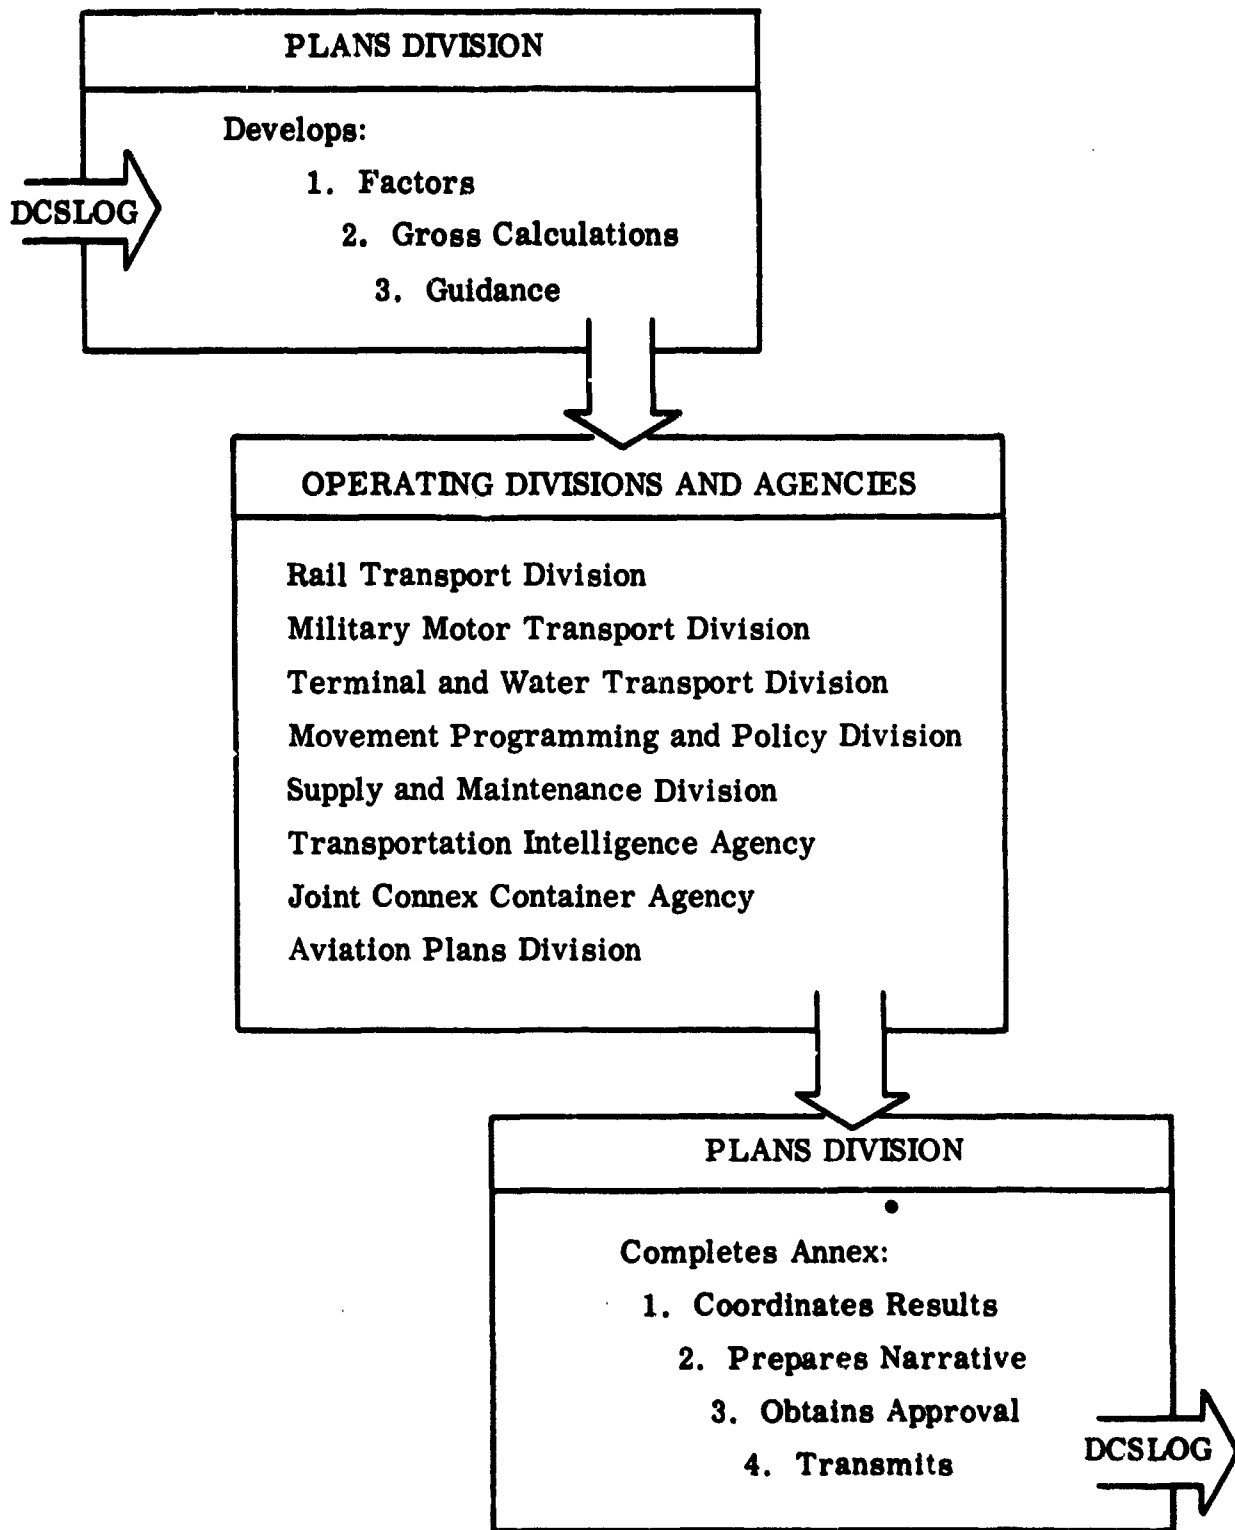 PLANS DIVISION
Develops:
1. Factors
DCSLOG
2. Gross Calculations
3. Guidance
OPERATING DIVISIONS AND AGENCIES
Rail Transport Division
Military Motor Transport Division
Terminal and Water Transport Division
Movement Programming and Policy Division
Supply and Maintenance Division
Transportation Intelligence Agency
Joint Connex Container Agency
Aviation Plans Division
PLANS DIVISION
Completes Annex:
1. Coordinates Results
2. Prepares Narrative
3. Obtains Approval
DCSLOG
4. Transmits